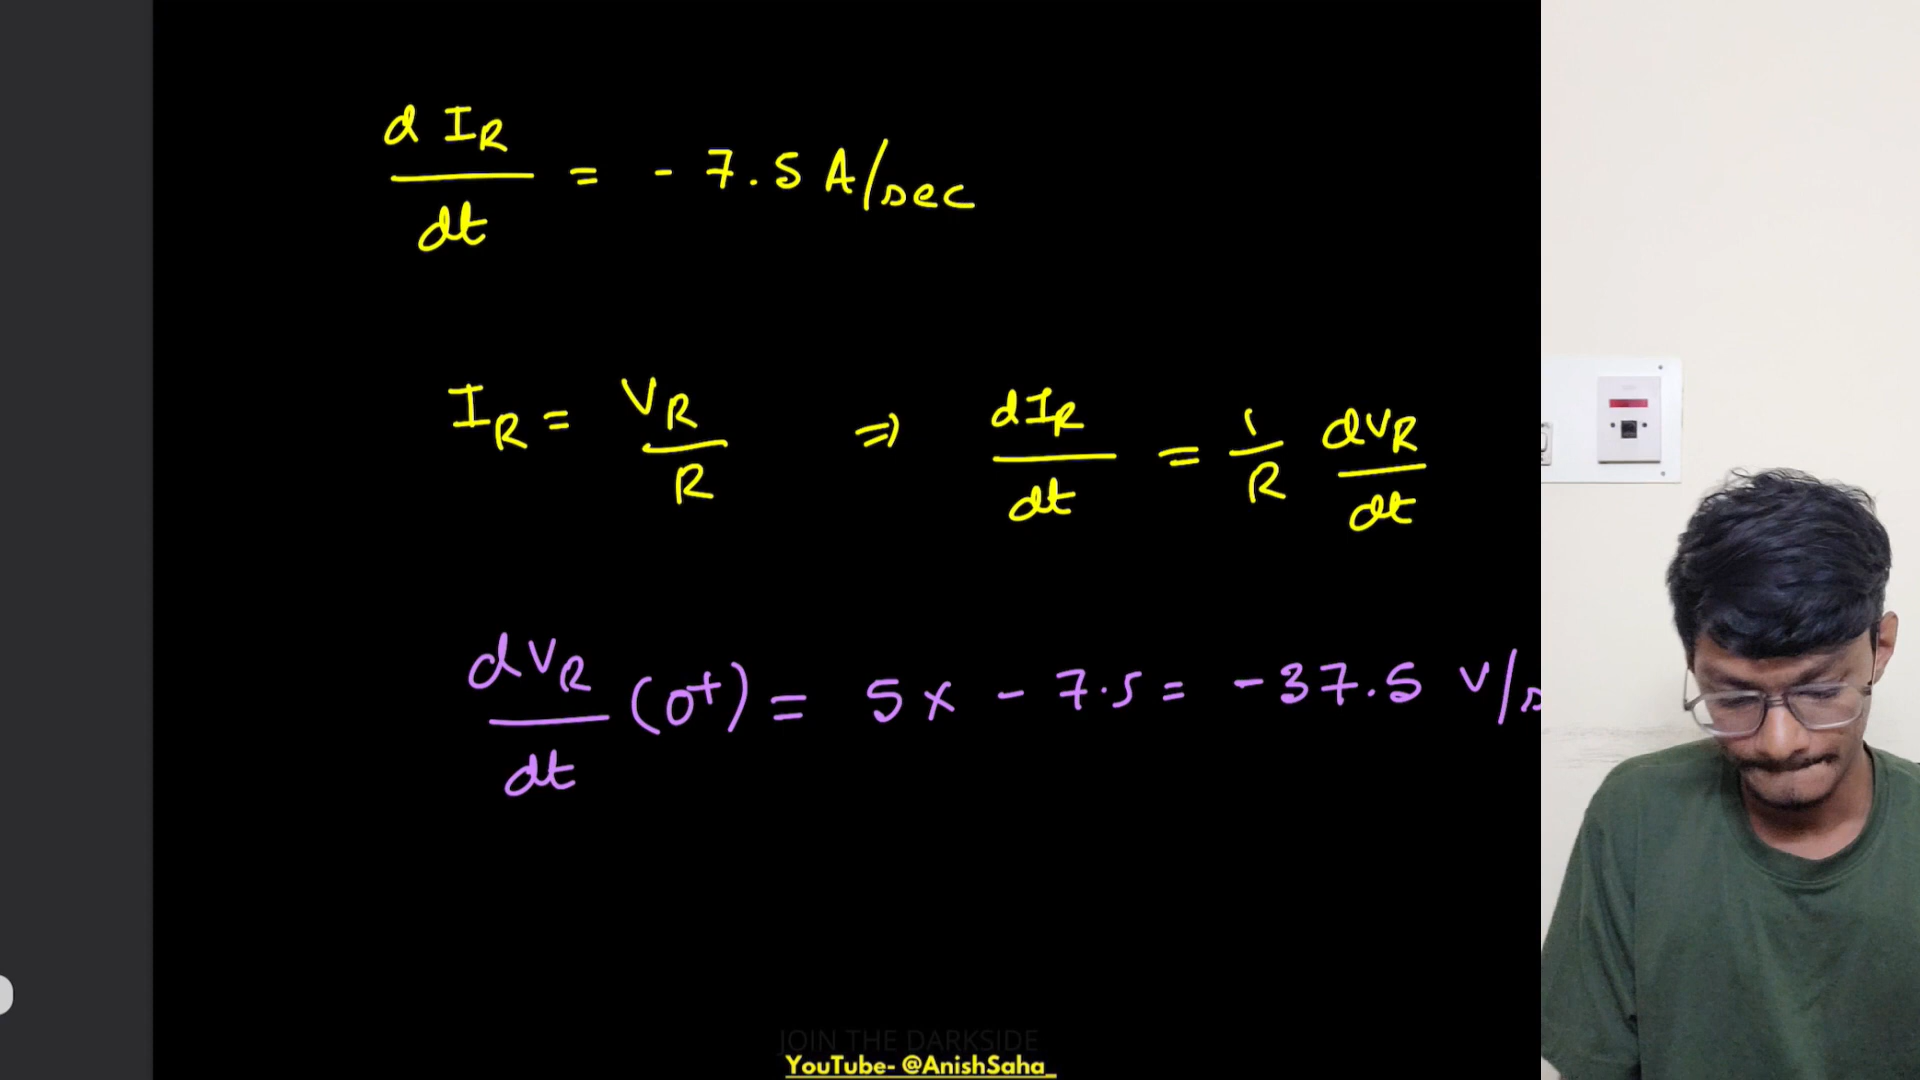 dI_R/dt = - 7.5 A/sec
I_R = V_R/R ⇒ dI_R/dt = 1/R dV_R/dt
dV_R/dt (0+) = 5 x - 7.5 = -37.5 V/s
JOIN THE DARKSIDE
YouTube- @AnishSaha_